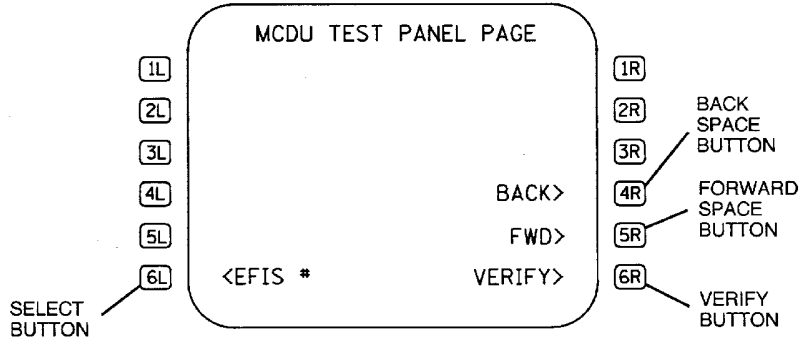 MCDU TEST PANEL PAGE
1L
1R
2L
2R
BACK
SPACE
BUTTON
3L
3R
4L
BACK>
4R
FORWARD
SPACE
BUTTON
5L
FWD>
5R
6L
<EFIS *
VERIFY>
6R
SELECT
BUTTON
VERIFY
BUTTON